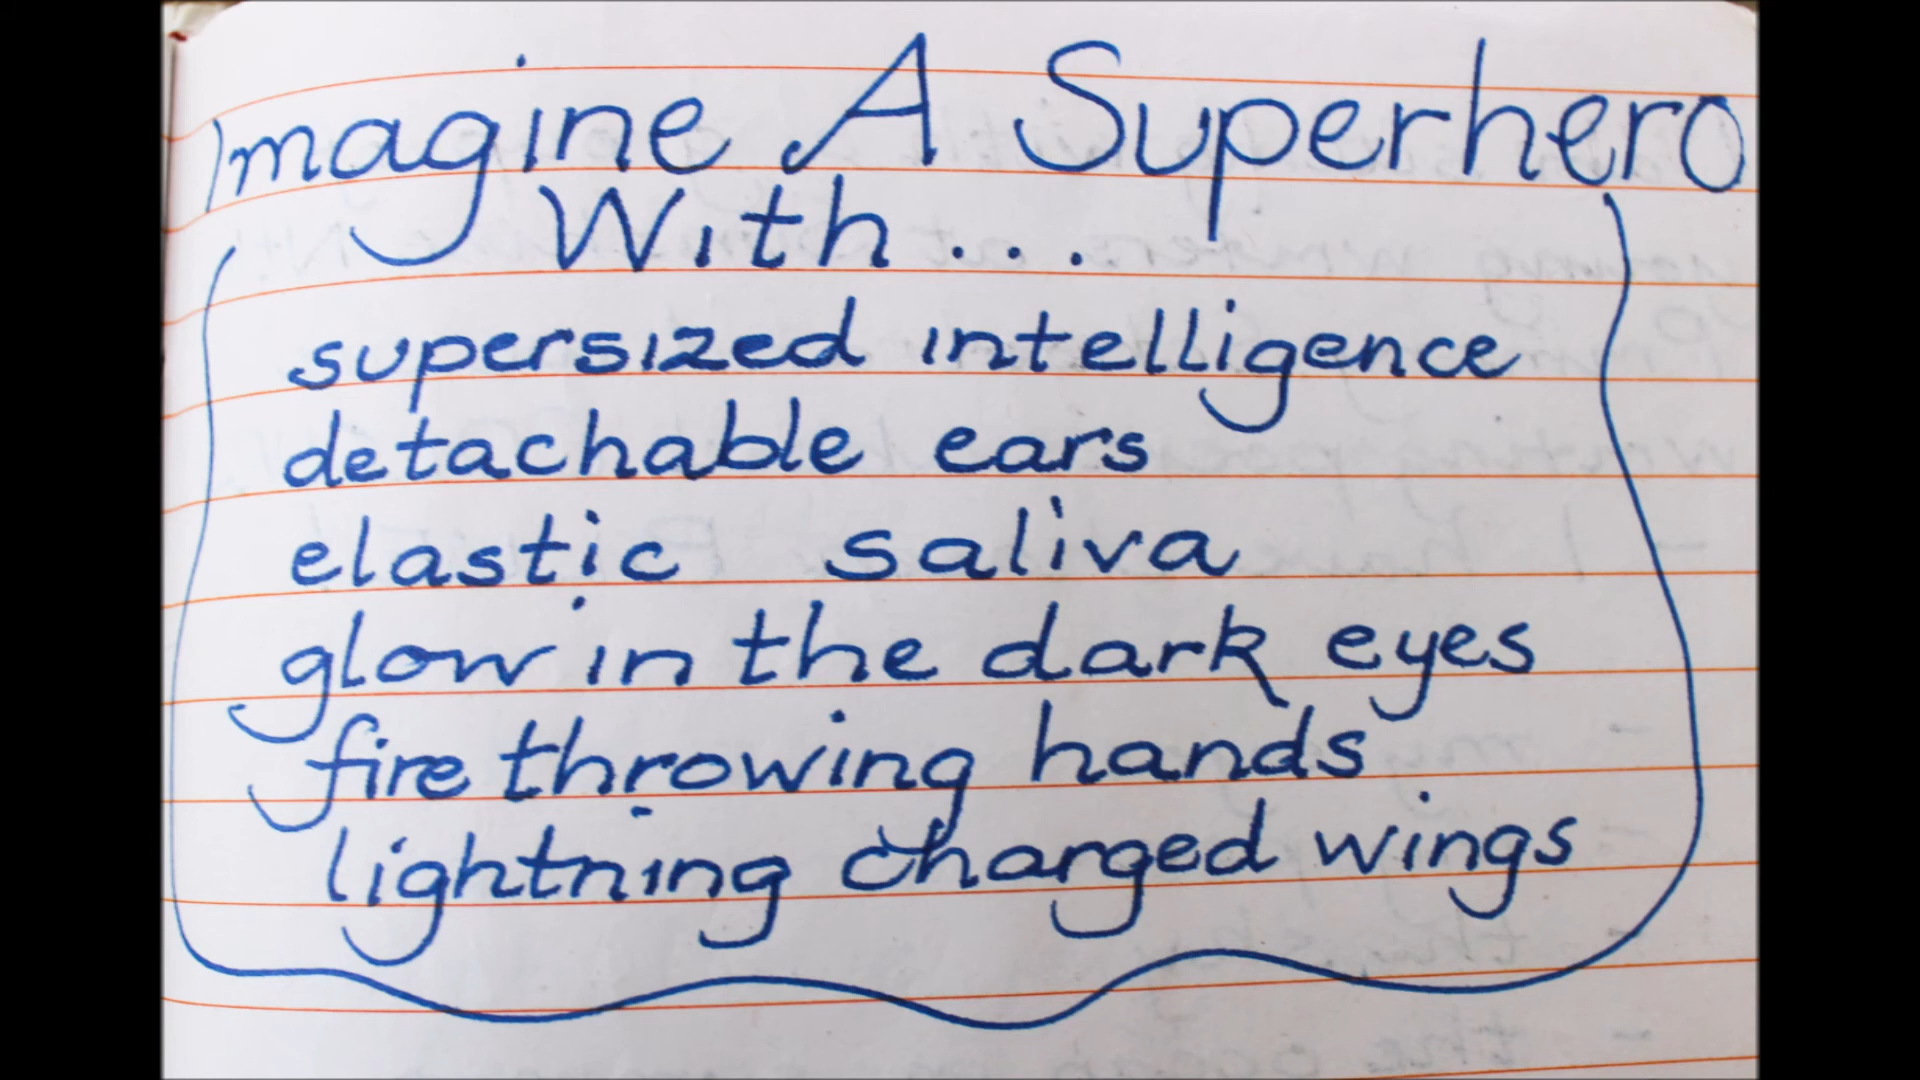 Imagine A Superhero
With...
supersized intelligence
detachable ears
elastic saliva
glow in the dark eyes
fire throwing hands
lightning charged wings